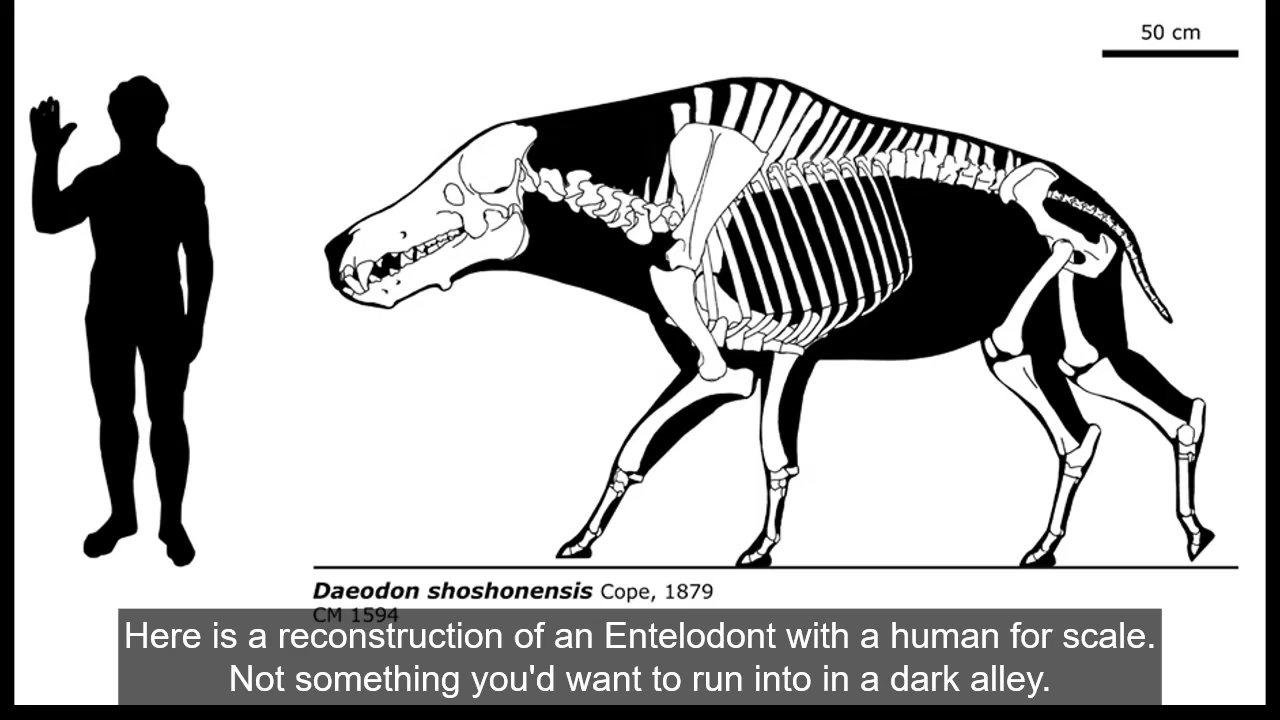 50 cm
Daeodon shoshonensis Cope, 1879
CM 1594
Here is a reconstruction of an Entelodont with a human for scale.
Not something you'd want to run into in a dark alley.